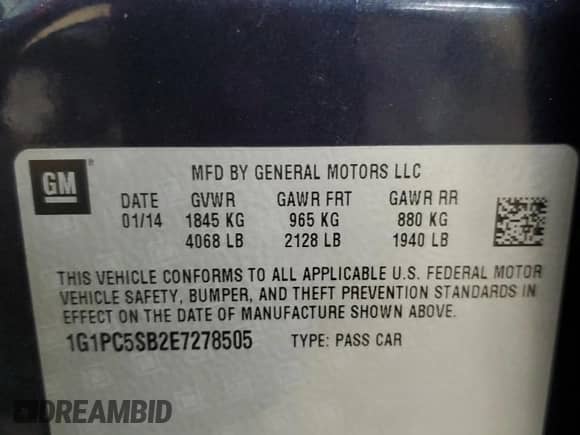 GM ®
MFD BY GENERAL MOTORS LLC
DATE GVWR GAWR FRT GAWR RR
01/14 1845 KG 965 KG 880 KG
4068 LB 2128 LB 1940 LB
THIS VEHICLE CONFORMS TO ALL APPLICABLE U.S. FEDERAL MOTOR
VEHICLE SAFETY, BUMPER, AND THEFT PREVENTION STANDARDS IN
EFFECT ON THE DATE OF MANUFACTURE SHOWN ABOVE.
1G1PC5SB2E7278505 TYPE: PASS CAR
DREAMBID